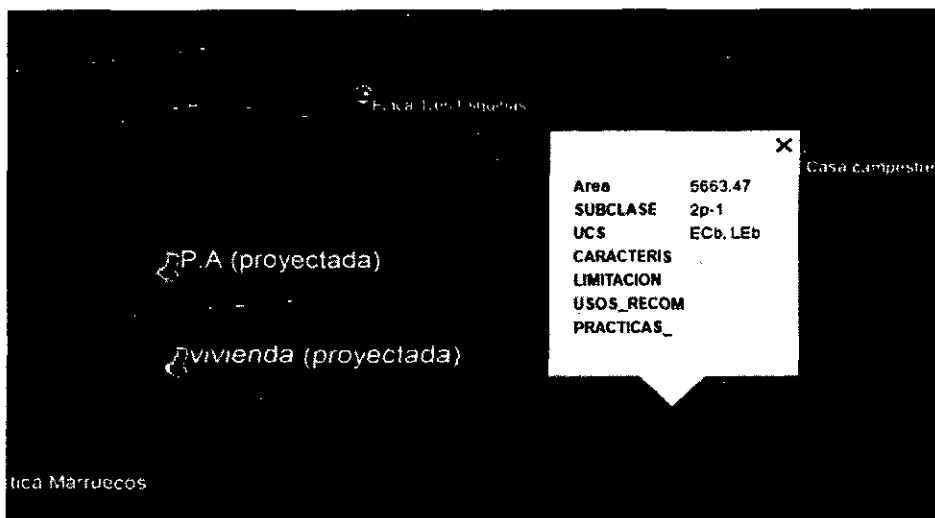 Finca
Casa campestre
Area 5663.47
SUBCLASE 2p-1
UCS ECb, LEb
CARACTERIS
LIMITACION
USOS_RECOM
PRACTICAS_
P.A (proyectada)
vivienda (proyectada)
tica Marruecos